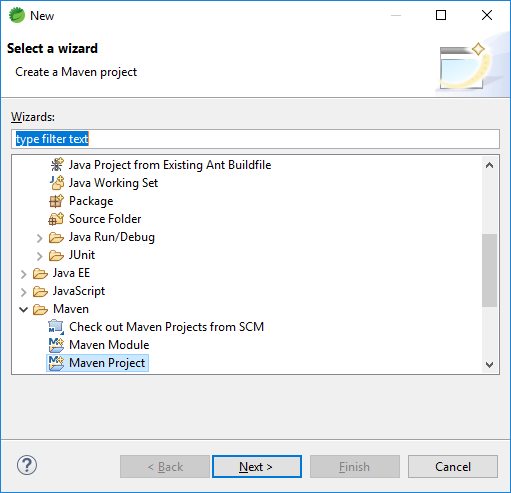 New
Select a wizard
Create a Maven project
Wizards:
type filter text
Java Project from Existing Ant Buildfile
Java Working Set
Package
Source Folder
Java Run/Debug
JUnit
Java EE
JavaScript
Maven
Check out Maven Projects from SCM
Maven Module
Maven Project
? < Back Next > Finish Cancel